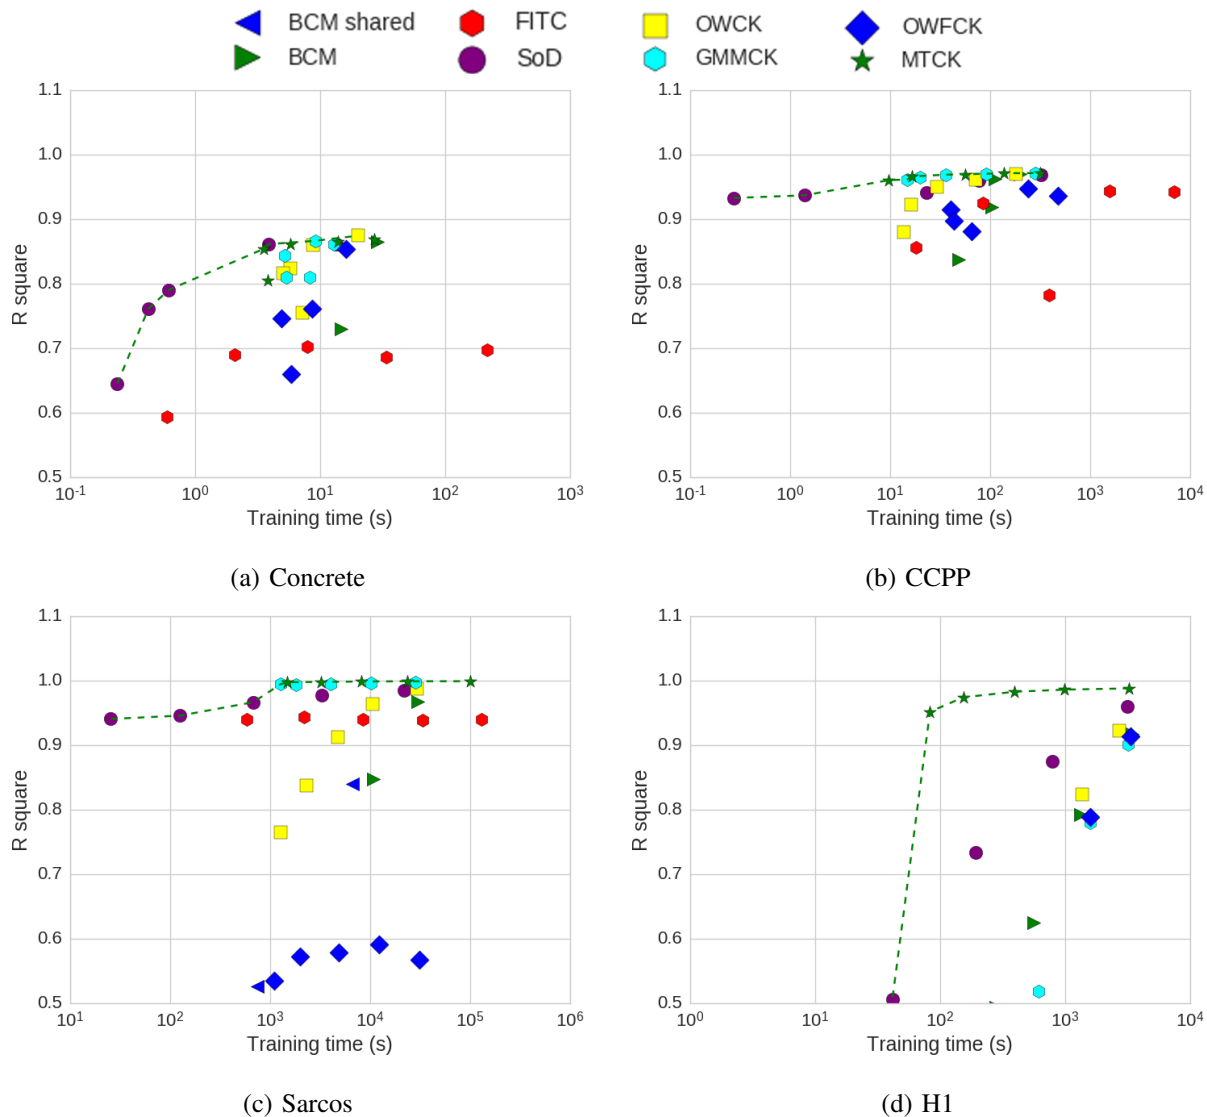 BCM shared FITC OWCK OWFCK
BCM SoD GMMCK MTCK
1.1
1.0
0.9
0.8
0.7
0.6
0.5
R square
10⁻¹ 10⁰ 10¹ 10² 10³
Training time (s)
(a) Concrete
1.1
1.0
0.9
0.8
0.7
0.6
0.5
R square
10⁻¹ 10⁰ 10¹ 10² 10³ 10⁴
Training time (s)
(b) CCPP
1.1
1.0
0.9
0.8
0.7
0.6
0.5
R square
10¹ 10² 10³ 10⁴ 10⁵ 10⁶
Training time (s)
(c) Sarcos
1.1
1.0
0.9
0.8
0.7
0.6
0.5
R square
10⁰ 10¹ 10² 10³ 10⁴
Training time (s)
(d) H1